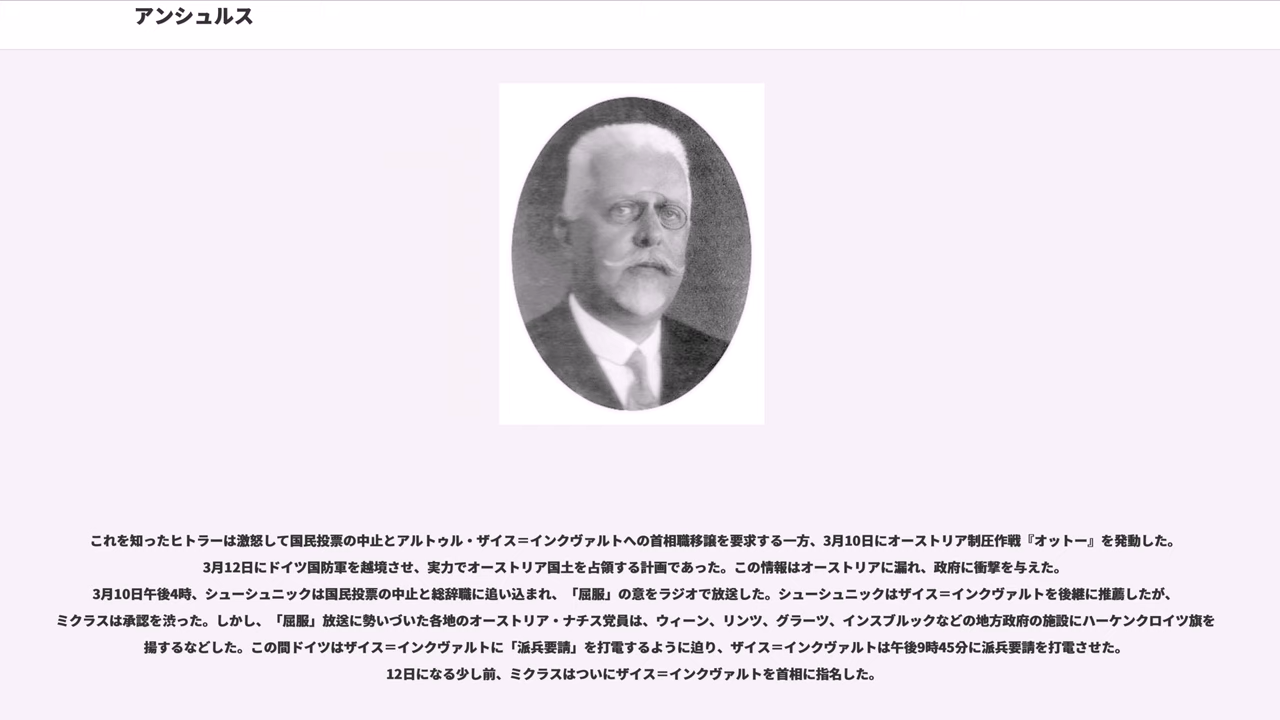 アンシュルス
これを知ったヒトラーは激怒して国民投票の中止とアルトゥル・ザイス＝インクヴァルトへの首相職移譲を要求する一方、3月10日にオーストリア制圧作戦『オットー』を発動した。
3月12日にドイツ国防軍を越境させ、実力でオーストリア国土を占領する計画であった。この情報はオーストリアに漏れ、政府に衝撃を与えた。
3月10日午後4時、シューシュニックは国民投票の中止と総辞職に追い込まれ、「屈服」の意をラジオで放送した。シューシュニックはザイス＝インクヴァルトを後継に推薦したが、
ミクラスは承認を渋った。しかし、「屈服」放送に勢いづいた各地のオーストリア・ナチス党員は、ウィーン、リンツ、グラーツ、インスブルックなどの地方政府の施設にハーケンクロイツ旗を
揚するなどした。この間ドイツはザイス＝インクヴァルトに「派兵要請」を打電するように迫り、ザイス＝インクヴァルトは午後9時45分に派兵要請を打電させた。
12日になる少し前、ミクラスはついにザイス＝インクヴァルトを首相に指名した。